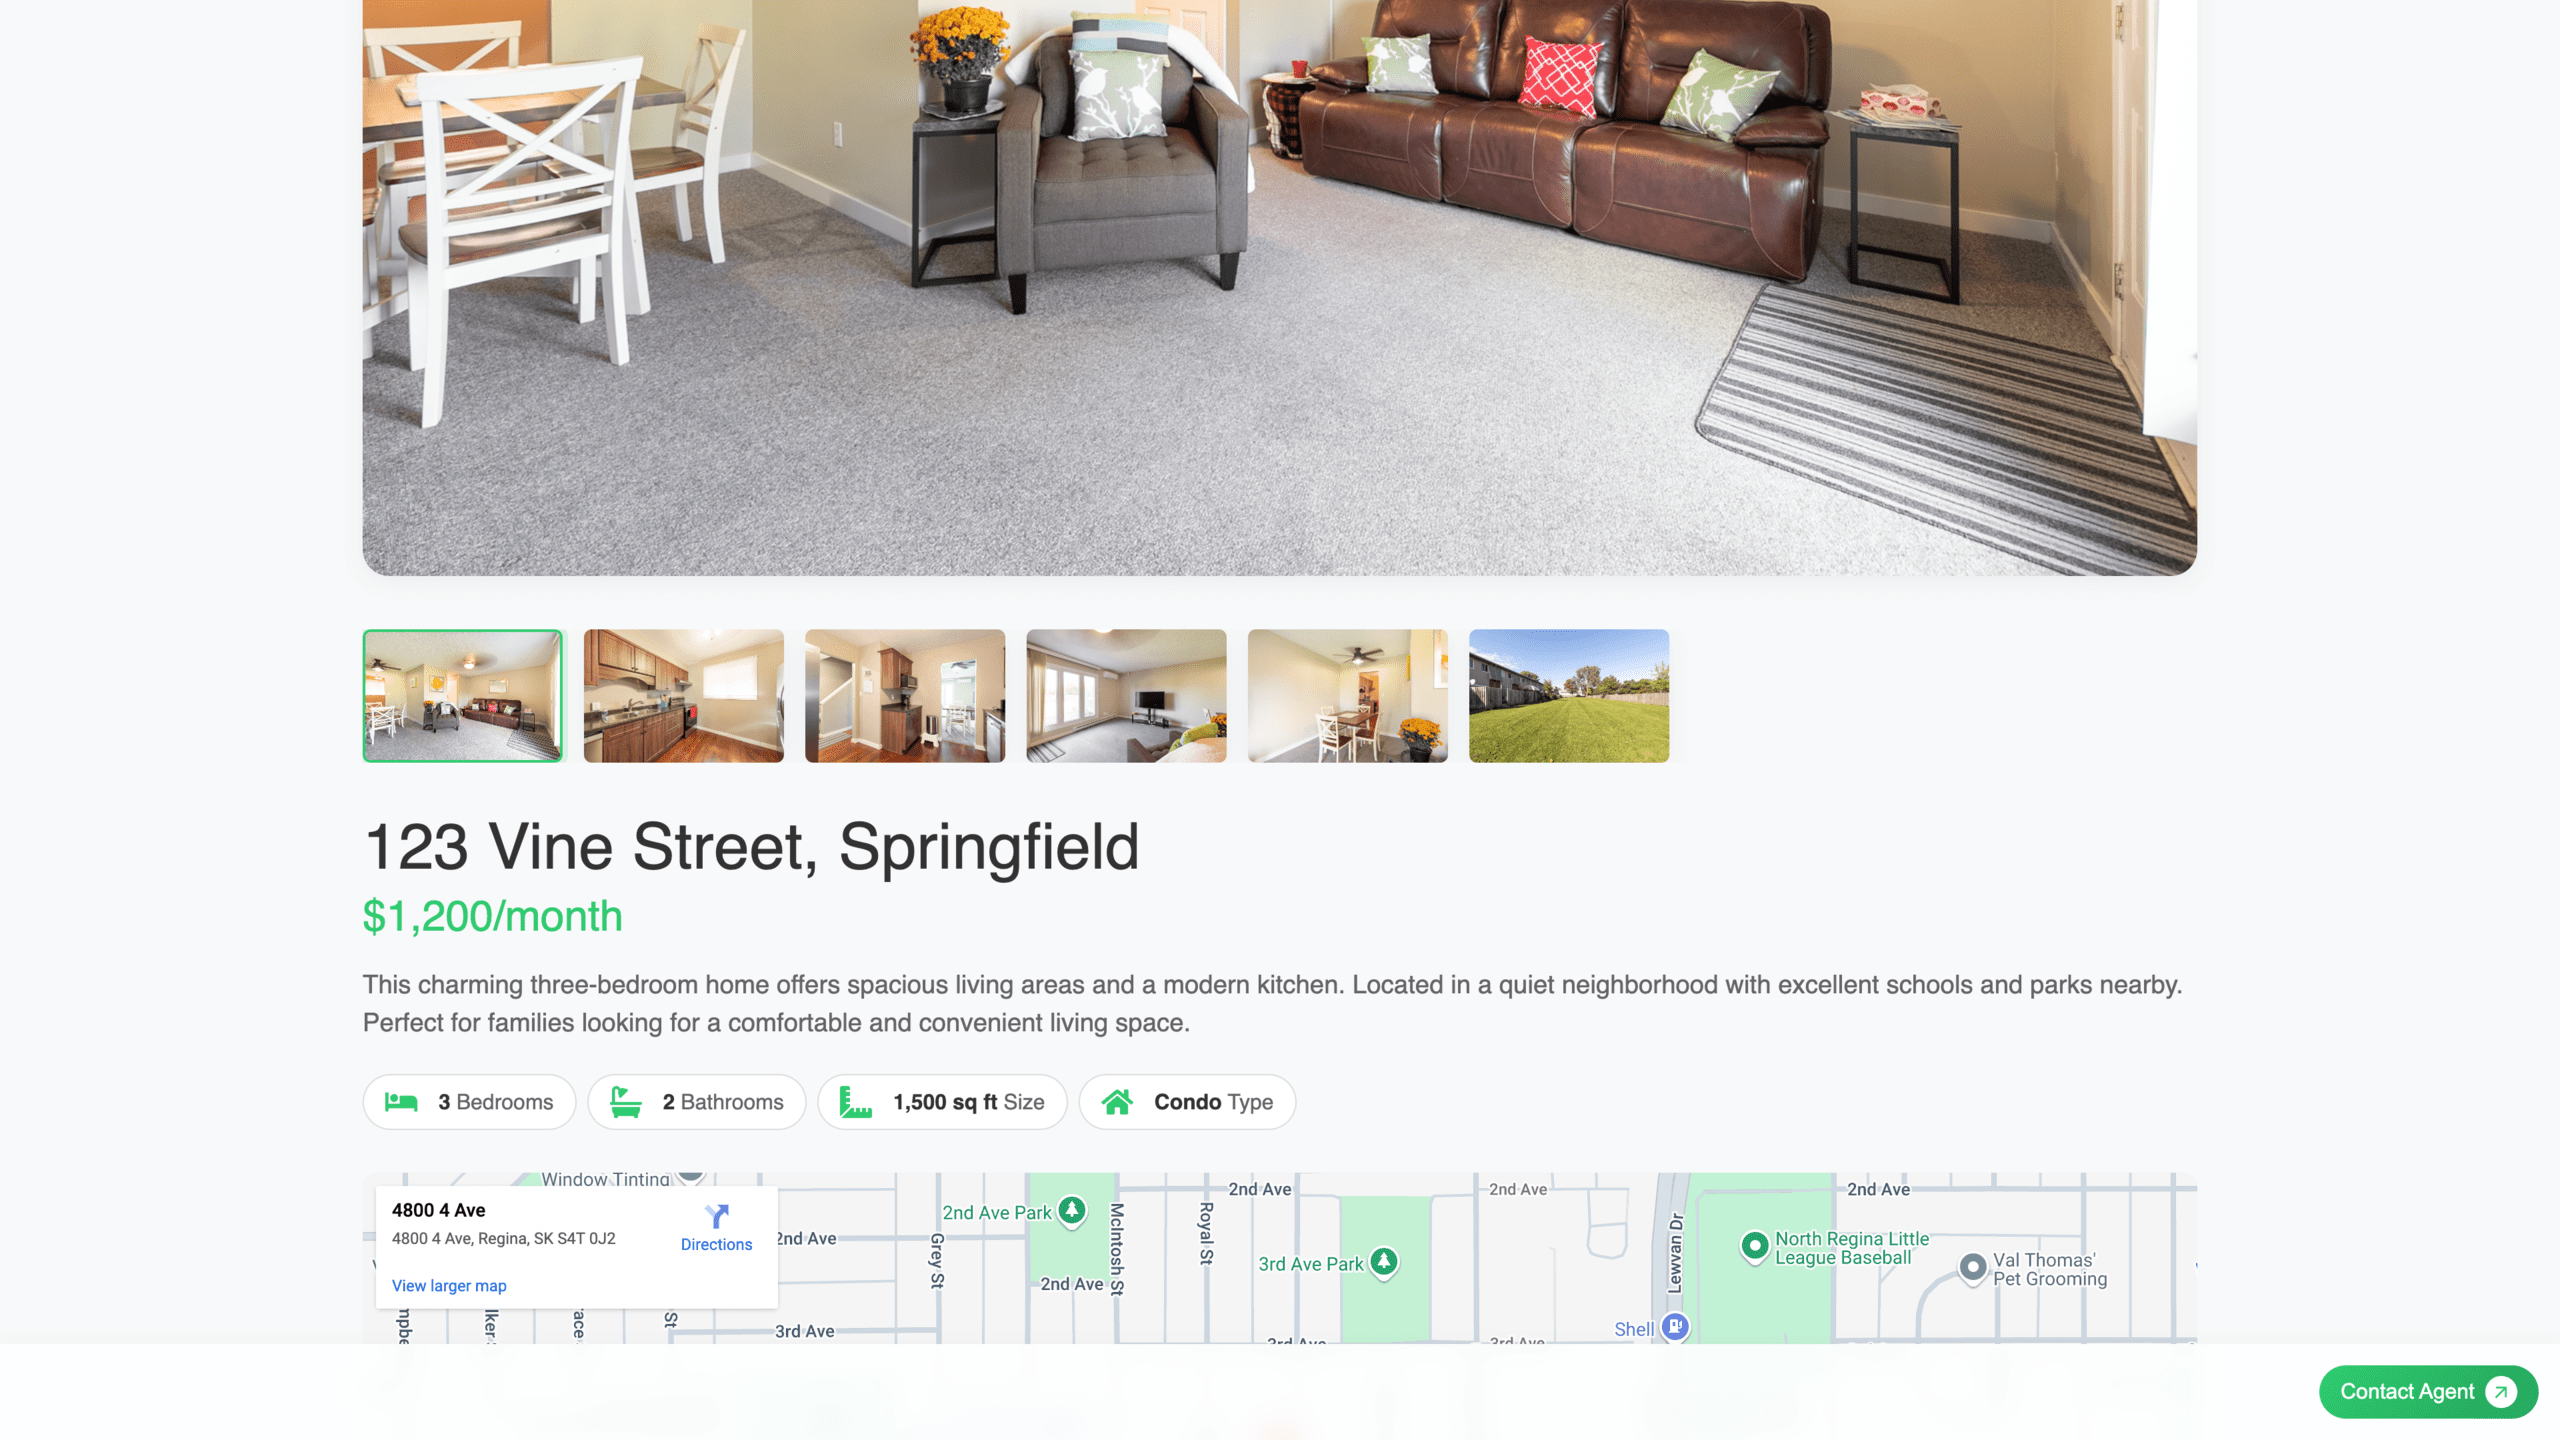 123 Vine Street, Springfield
$1,200/month
This charming three-bedroom home offers spacious living areas and a modern kitchen. Located in a quiet neighborhood with excellent schools and parks nearby.
Perfect for families looking for a comfortable and convenient living space.
3 Bedrooms
2 Bathrooms
1,500 sq ft Size
Condo Type
Window Tinting
4800 4 Ave
4800 4 Ave, Regina, SK S4T 0J2
Directions
View larger map
2nd Ave
Grey St
2nd Ave Park
McIntosh St
2nd Ave
Royal St
2nd Ave
3rd Ave Park
2nd Ave
Lewvan Dr
2nd Ave
North Regina Little
League Baseball
Val Thomas'
Pet Grooming
St
3rd Ave
3rd Ave
3rd Ave
Shell
Contact Agent